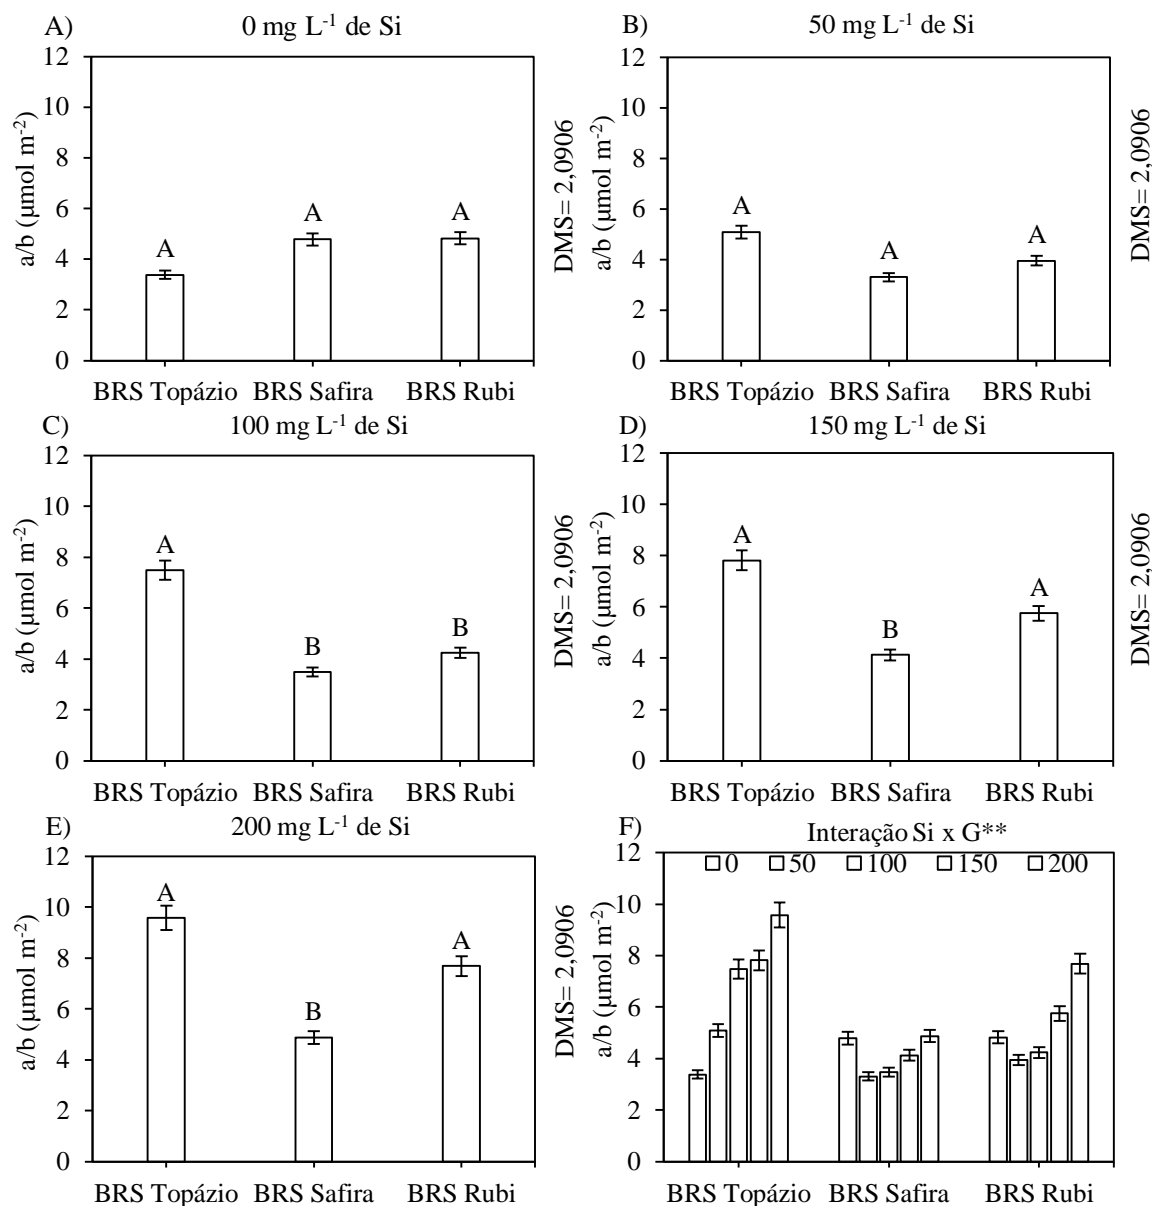 A) 0 mg L⁻¹ de Si
12
10
8
6
4
2
0
a/b (µmol m⁻²)
A
A
A
BRS Topázio BRS Safira BRS Rubi
DMS= 2,0906
B) 50 mg L⁻¹ de Si
12
10
8
6
4
2
0
a/b (µmol m⁻²)
A
A
A
BRS Topázio BRS Safira BRS Rubi
DMS= 2,0906
C) 100 mg L⁻¹ de Si
12
10
8
6
4
2
0
a/b (µmol m⁻²)
A
B
B
BRS Topázio BRS Safira BRS Rubi
DMS= 2,0906
D) 150 mg L⁻¹ de Si
12
10
8
6
4
2
0
a/b (µmol m⁻²)
A
B
A
BRS Topázio BRS Safira BRS Rubi
DMS= 2,0906
E) 200 mg L⁻¹ de Si
12
10
8
6
4
2
0
a/b (µmol m⁻²)
A
B
A
BRS Topázio BRS Safira BRS Rubi
DMS= 2,0906
F) Interação Si x G**
0 50 100 150 200
12
10
8
6
4
2
0
a/b (µmol m⁻²)
BRS Topázio BRS Safira BRS Rubi